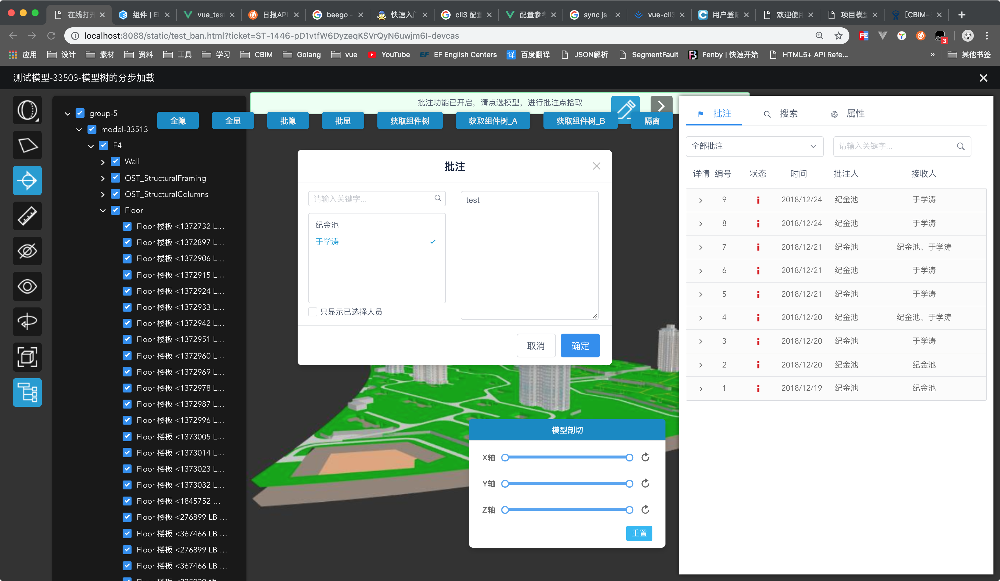 在线打开
组件 | El
vue_tes
日报API
beego -
快速入门
cli3 配置
配置参考
sync js
vue-cli3
用户登陆
欢迎使用
项目模型
[CBIM-
localhost:8088/static/test_ban.html?ticket=ST-1446-pD1vtfW6DyzeqKSVrQyN6uwjm6I-devcas
FE
3
应用
设计
素材
资料
工具
学习
CBIM
Golang
vue
YouTube
EF EF English Centers
译 百度翻译
JSON解析
SegmentFault
Fenby | 快速开始
HTML5+ API Refe...
»
其他书签
测试模型-33503-模型树的分步加载
group-5
model-33513
F4
Wall
OST_StructuralFraming
OST_StructuralColumns
Floor
Floor 楼板 <1372732 L...
Floor 楼板 <1372897 L...
Floor 楼板 <1372906 L...
Floor 楼板 <1372915 L...
Floor 楼板 <1372924 L...
Floor 楼板 <1372933 L...
Floor 楼板 <1372942 L...
Floor 楼板 <1372951 L...
Floor 楼板 <1372960 L...
Floor 楼板 <1372969 L...
Floor 楼板 <1372978 L...
Floor 楼板 <1372987 L...
Floor 楼板 <1372996 L...
Floor 楼板 <1373005 L...
Floor 楼板 <1373014 L...
Floor 楼板 <1373023 L...
Floor 楼板 <1373032 L...
Floor 楼板 <1845752 ...
Floor 楼板 <276899 LB ...
Floor 楼板 <367466 LB ...
Floor 楼板 <276899 LB ...
Floor 楼板 <367466 LB ...
批注功能已开启，请点选模型，进行批注点拾取
全隐
全显
批隐
批显
获取组件树
获取组件树_A
获取组件树_B
隔离
批注
请输入关键字...
纪金池
于学涛
只显示已选择人员
test
取消
确定
模型剖切
X轴
Y轴
Z轴
重置
批注
搜索
属性
全部批注
请输入关键字...
详情 编号 状态 时间 批注人 接收人
9 2018/12/24 纪金池 于学涛
8 2018/12/24 纪金池 于学涛
7 2018/12/21 纪金池 纪金池、于学涛
6 2018/12/21 纪金池 于学涛
5 2018/12/21 纪金池 于学涛
4 2018/12/20 纪金池 纪金池、于学涛
3 2018/12/20 纪金池 于学涛
2 2018/12/20 纪金池 纪金池
1 2018/12/19 纪金池 纪金池